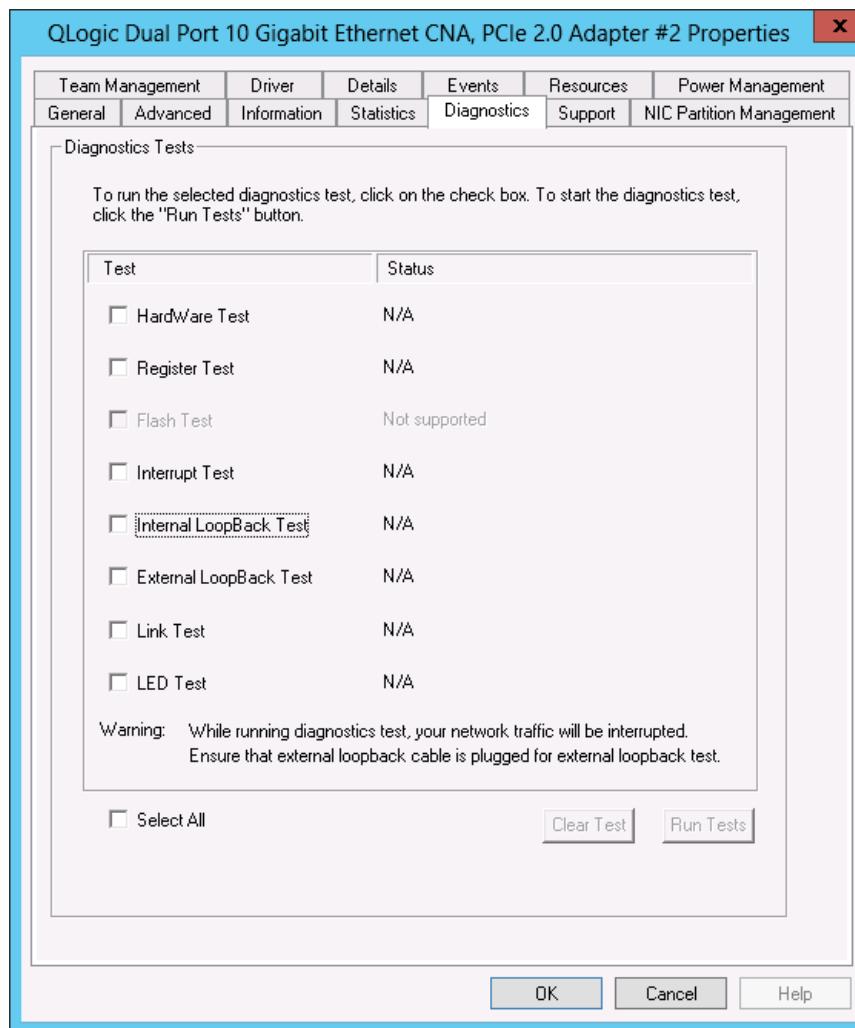 QLogic Dual Port 10 Gigabit Ethernet CNA, PCIe 2.0 Adapter #2 Properties
x
Team Management Driver Details Events Resources Power Management
General Advanced Information Statistics Diagnostics Support NIC Partition Management
Diagnostics Tests
To run the selected diagnostics test, click on the check box. To start the diagnostics test,
click the "Run Tests" button.
Test Status
HardWare Test N/A
Register Test N/A
Flash Test Not supported
Interrupt Test N/A
Internal LoopBack Test N/A
External LoopBack Test N/A
Link Test N/A
LED Test N/A
Warning: While running diagnostics test, your network traffic will be interrupted.
Ensure that external loopback cable is plugged for external loopback test.
Select All Clear Test Run Tests
OK Cancel Help